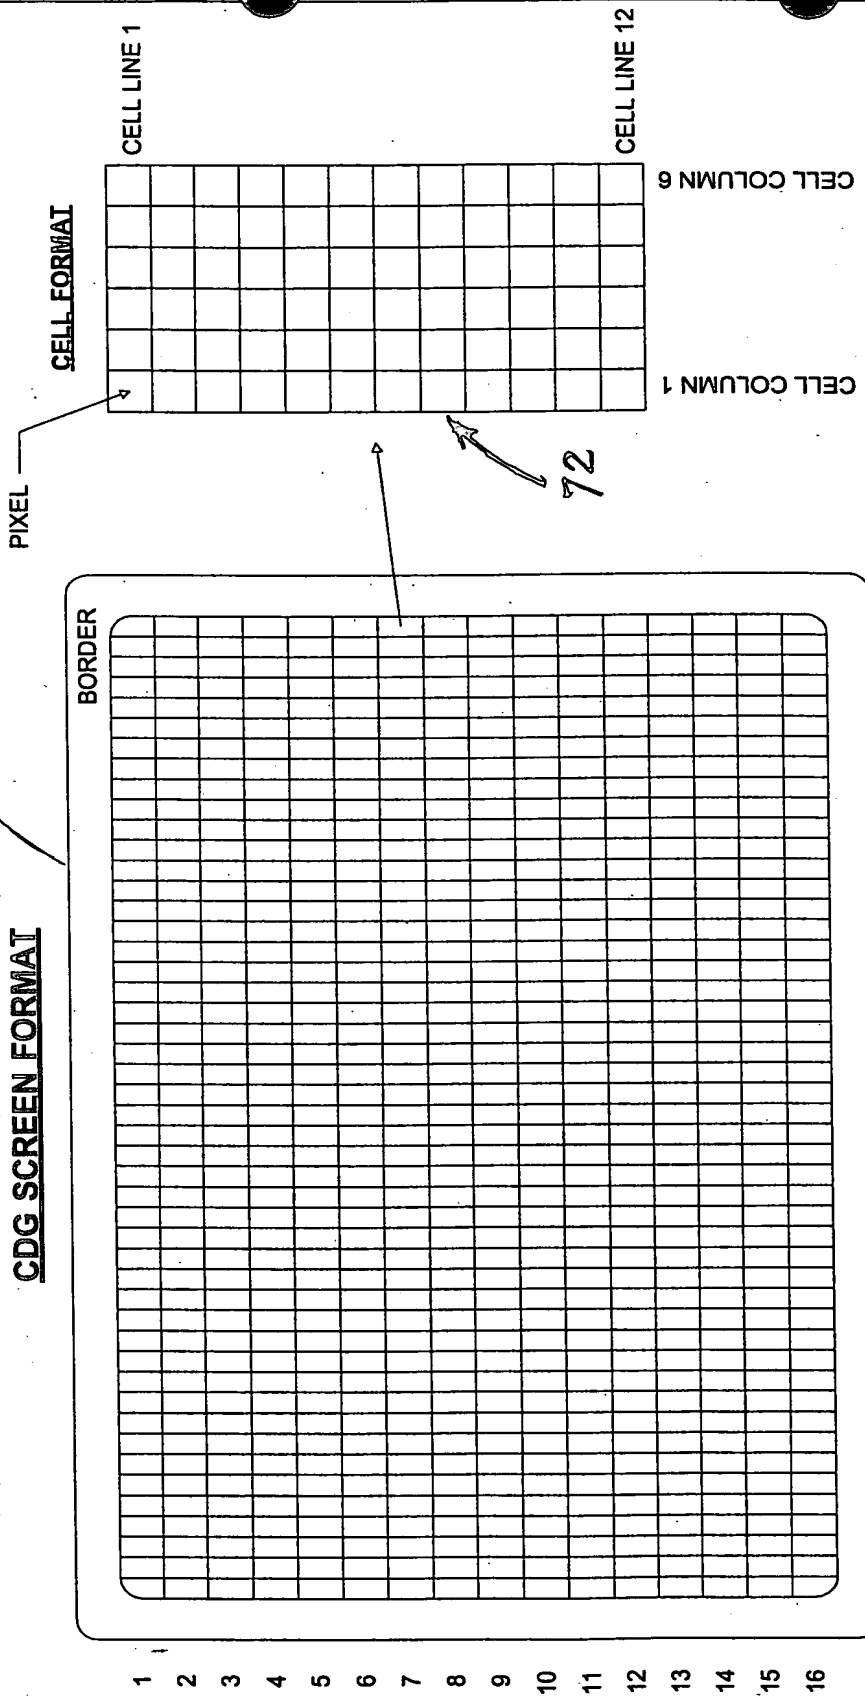 CDG SCREEN FORMAT
BORDER
1
2
3
4
5
6
7
8
9
10
11
12
13
14
15
16
PIXEL
CELL FORMAT
CELL LINE 1
CELL LINE 12
CELL COLUMN 1
CELL COLUMN 6
72